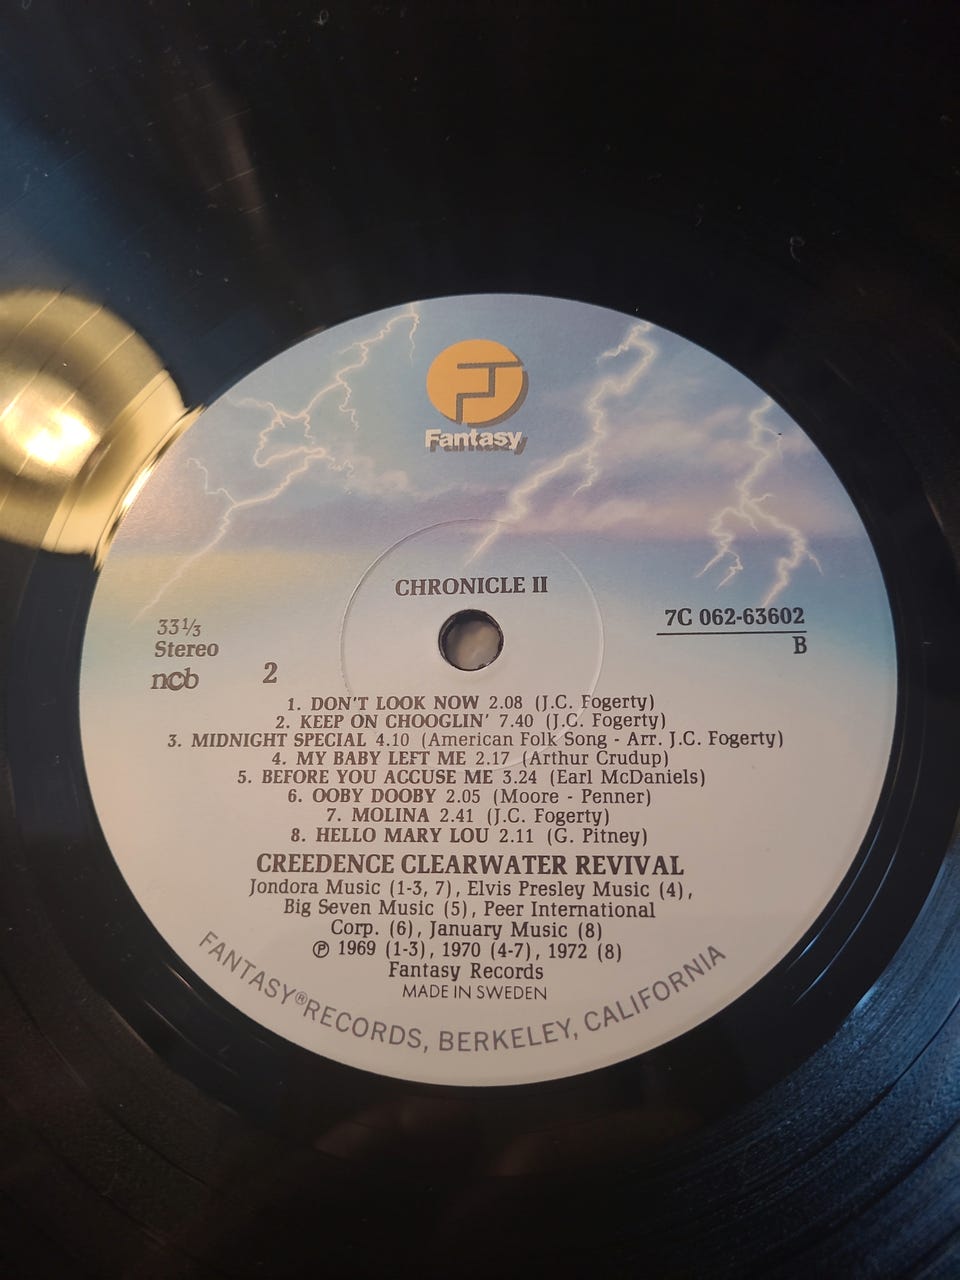 Fantasy
CHRONICLE II
33 1/3
Stereo
ncb
2
7C 062-63602
B
1. DON'T LOOK NOW 2.08 (J.C. Fogerty)
2. KEEP ON CHOOGLIN' 7.40 (J.C. Fogerty)
3. MIDNIGHT SPECIAL 4.10 (American Folk Song - Arr. J.C. Fogerty)
4. MY BABY LEFT ME 2.17 (Arthur Crudup)
5. BEFORE YOU ACCUSE ME 3.24 (Earl McDaniels)
6. OOBY DOOBY 2.05 (Moore - Penner)
7. MOLINA 2.41 (J.C. Fogerty)
8. HELLO MARY LOU 2.11 (G. Pitney)
CREEDENCE CLEARWATER REVIVAL
Jondora Music (1-3, 7), Elvis Presley Music (4),
Big Seven Music (5), Peer International
Corp. (6), January Music (8)
℗ 1969 (1-3), 1970 (4-7), 1972 (8)
Fantasy Records
MADE IN SWEDEN
FANTASY® RECORDS, BERKELEY, CALIFORNIA